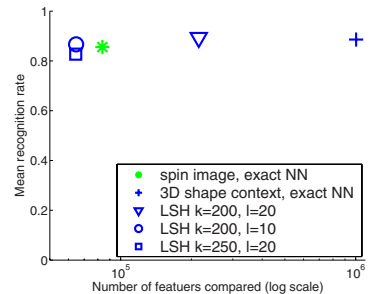 1
0.8
0.6
0.4
0.2
0
Mean recognition rate
spin image, exact NN
3D shape context, exact NN
LSH k=200, l=20
LSH k=200, l=10
LSH k=250, l=20
10^5
10^6
Number of featuers compared (log scale)